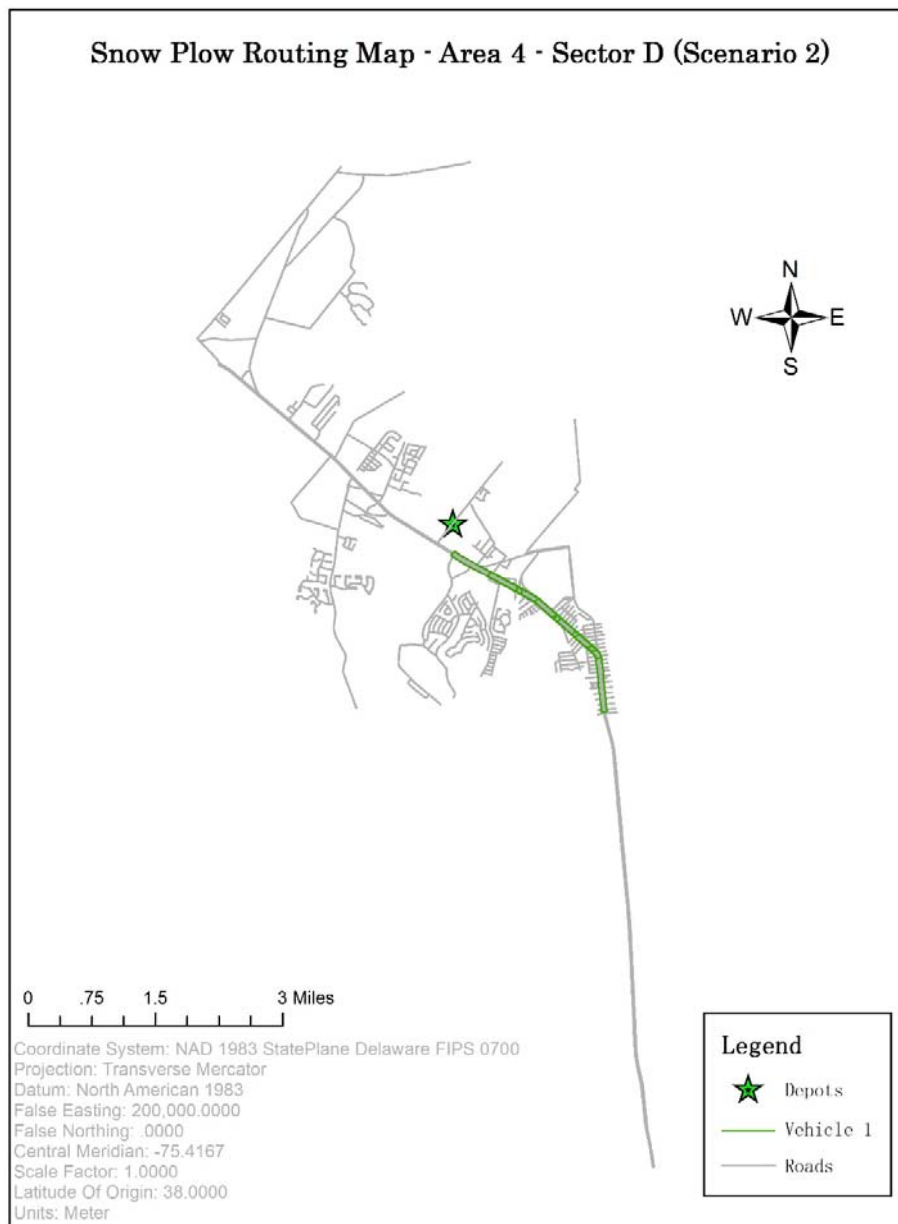 Snow Plow Routing Map - Area 4 - Sector D (Scenario 2)
N
W E
S
0 .75 1.5 3 Miles
Coordinate System: NAD 1983 StatePlane Delaware FIPS 0700
Projection: Transverse Mercator
Datum: North American 1983
False Easting: 200,000.0000
False Northing: .0000
Central Meridian: -75.4167
Scale Factor: 1.0000
Latitude Of Origin: 38.0000
Units: Meter
Legend
Depots
Vehicle 1
Roads